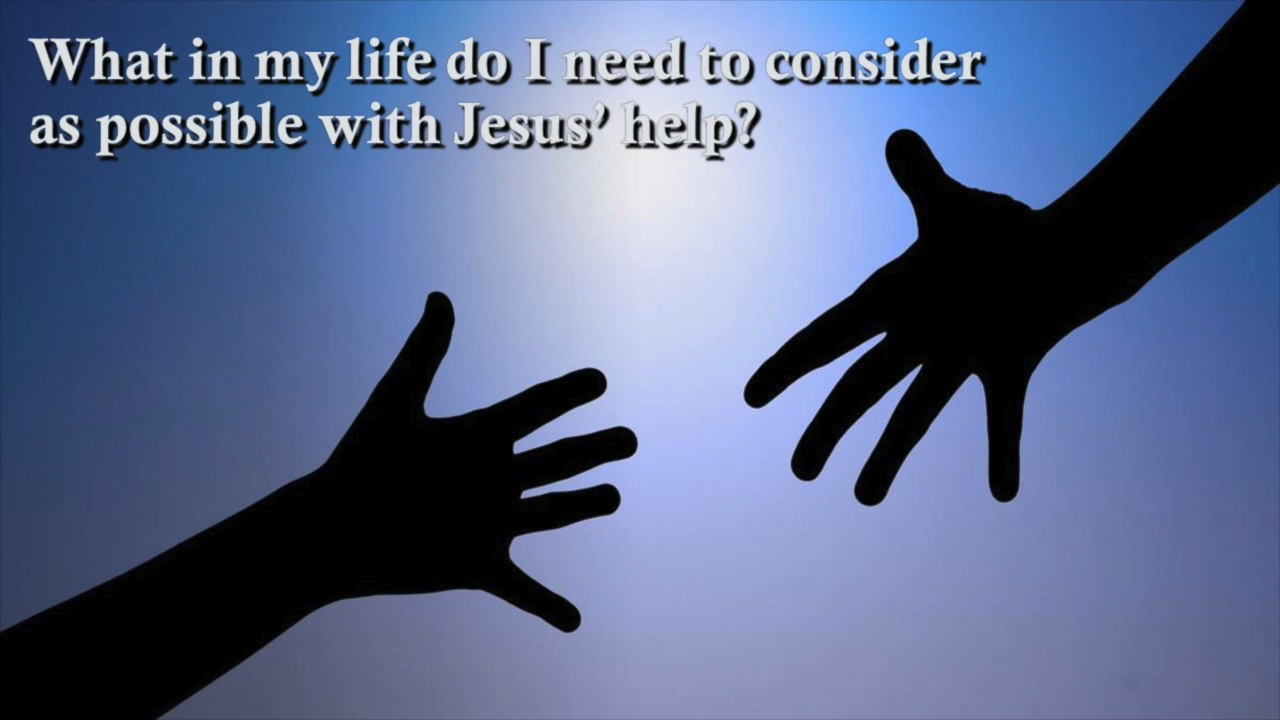 What in my life do I need to consider
as possible with Jesus’ help?